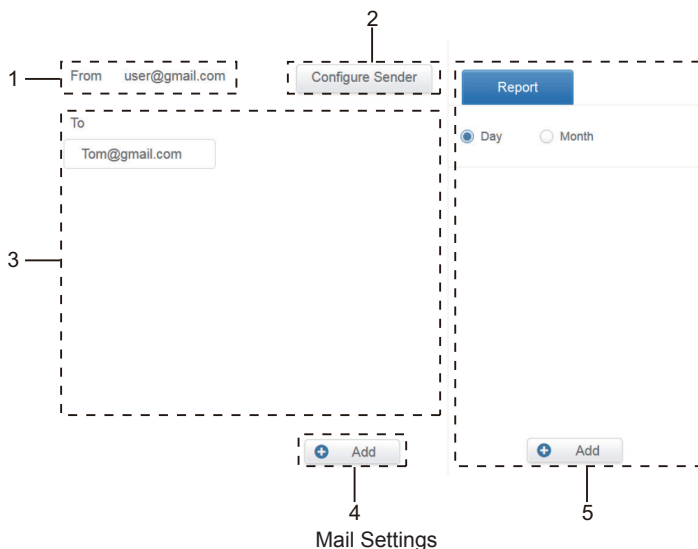 2
1
From user@gmail.com
Configure Sender
Report
To
Day
Month
Tom@gmail.com
3
Add
Add
4
5
Mail Settings